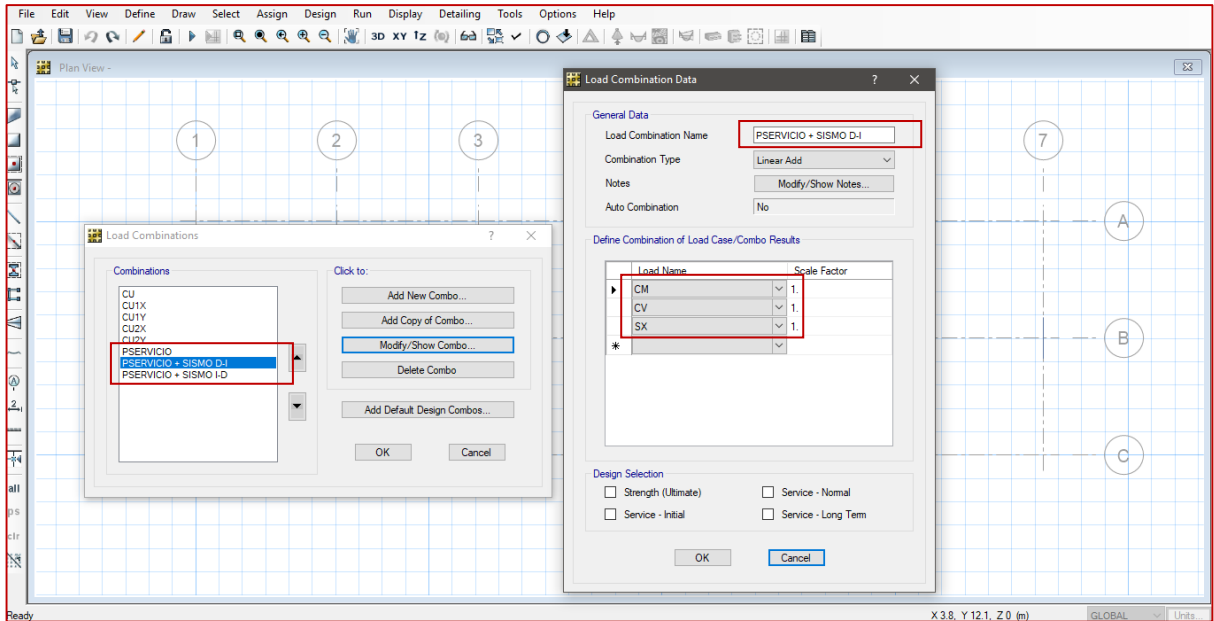 File Edit View Define Draw Select Assign Design Run Display Detailing Tools Options Help
3D XY
Plan View -
1 2 3 7
A
B
C
all
ps
clr
Load Combinations ? ×
Combinations
CU
CU1X
CU1Y
CU2X
CU2Y
PSERVICIO
PSERVICIO + SISMO D-I
PSERVICIO + SISMO I-D
Click to:
Add New Combo...
Add Copy of Combo...
Modify/Show Combo...
Delete Combo
Add Default Design Combos...
OK Cancel
Load Combination Data ? ×
General Data
Load Combination Name PSERVICIO + SISMO D-I
Combination Type Linear Add
Notes Modify/Show Notes...
Auto Combination No
Define Combination of Load Case/Combo Results
Load Name Scale Factor
CM 1.
CV 1.
SX 1.
*
Design Selection
Strength (Ultimate) Service - Normal
Service - Initial Service - Long Term
OK Cancel
Ready X 3.8, Y 12.1, Z 0 (m) GLOBAL Units...